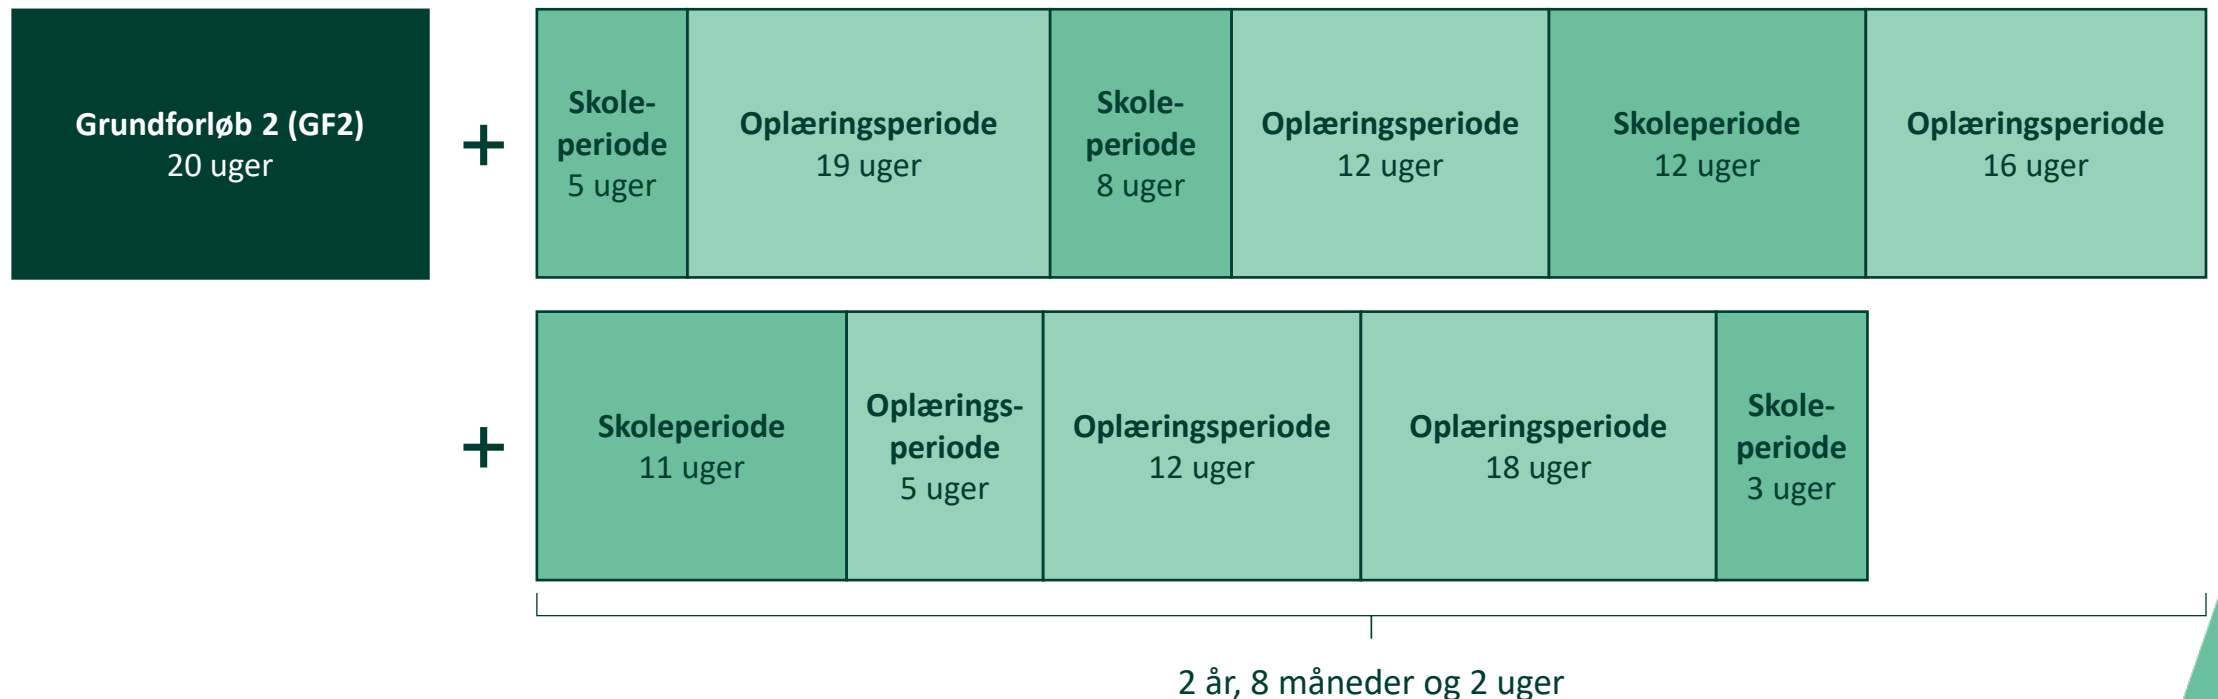 Grundforløb 2 (GF2)
20 uger
+
Skole-
periode
5 uger
Oplæringsperiode
19 uger
Skole-
periode
8 uger
Oplæringsperiode
12 uger
Skoleperiode
12 uger
Oplæringsperiode
16 uger
+
Skoleperiode
11 uger
Oplærings-
periode
5 uger
Oplæringsperiode
12 uger
Oplæringsperiode
18 uger
Skole-
periode
3 uger
2 år, 8 måneder og 2 uger